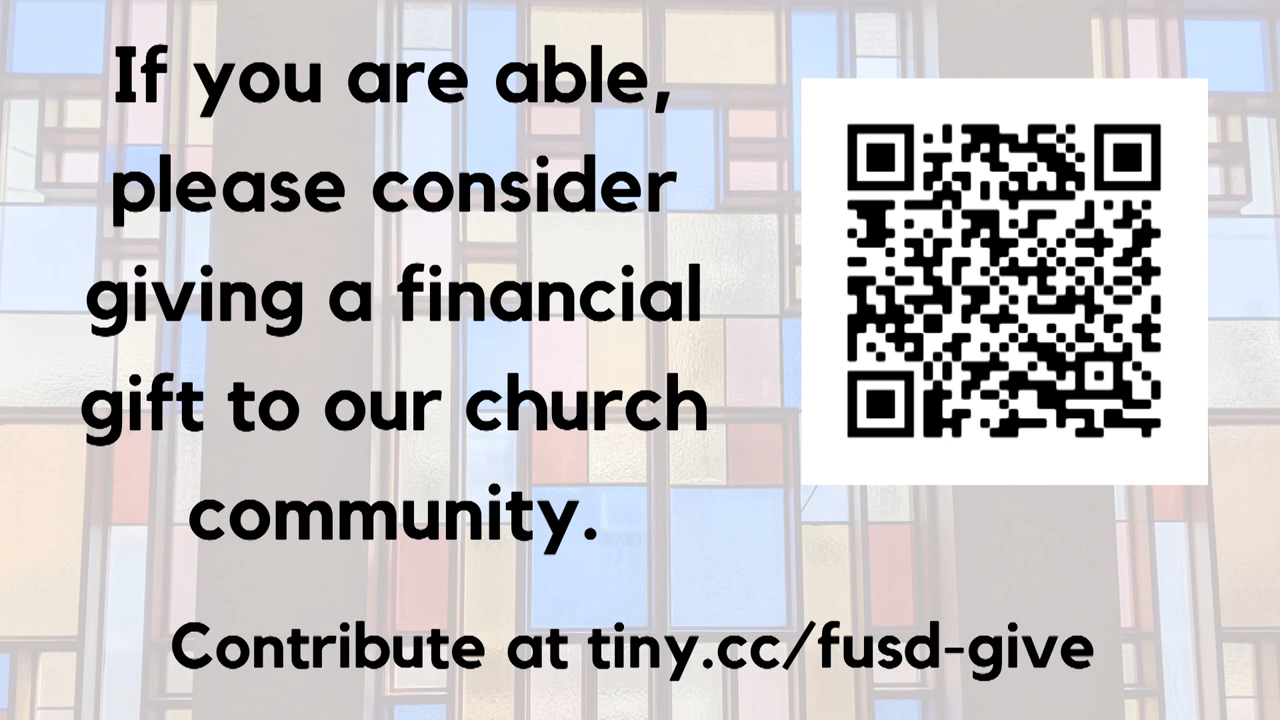 If you are able,
please consider
giving a financial
gift to our church
community.
Contribute at tiny.cc/fusd-give